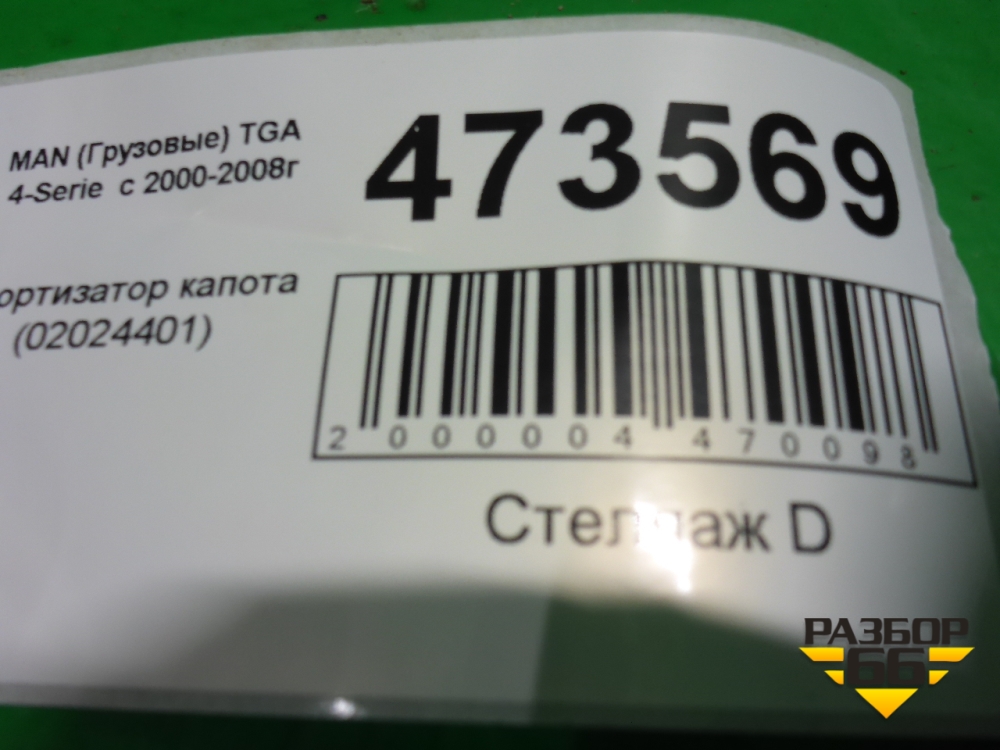 MAN (Грузовые) TGA
4-Serie с 2000-2008г
473569
ортизатор капота
(02024401)
2 000004 470098
Стеллаж D
РАЗБОР
66